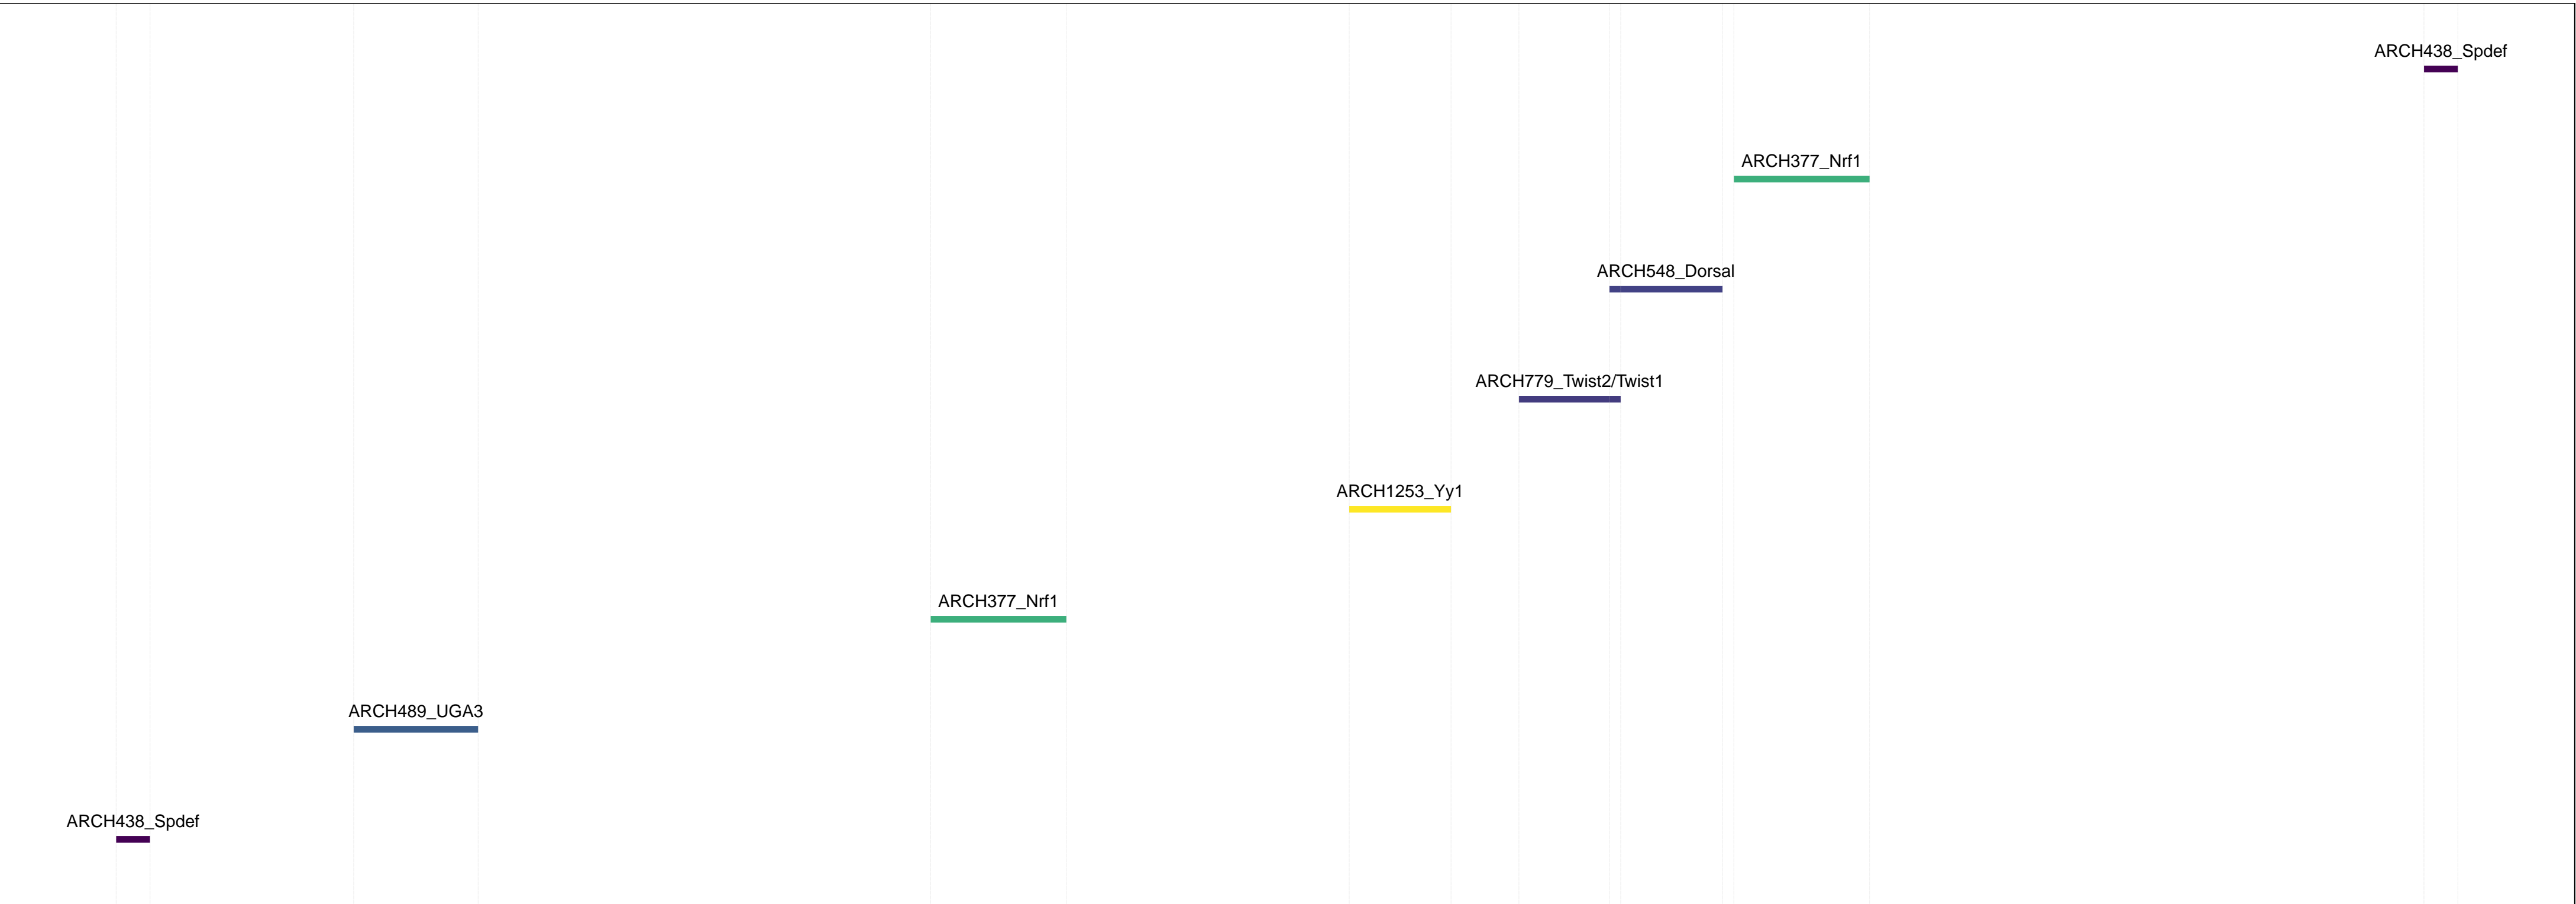 ARCH438_Spdef
ARCH377_Nrf1
ARCH548_Dorsal
ARCH779_Twist2/Twist1
ARCH1253_Yy1
ARCH377_Nrf1
ARCH489_UGA3
ARCH438_Spdef